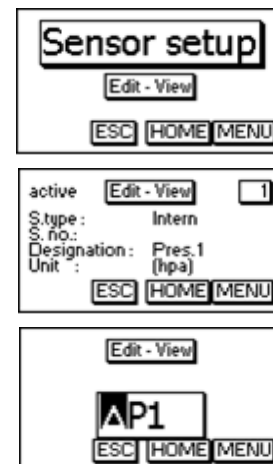 Sensor setup
Edit - View
ESC HOME MENU
active Edit - View 1
S.type : Intern
S. no.:
Designation : Pres.1
Unit : (hpa)
ESC HOME MENU
Edit - View
AP1
ESC HOME MENU